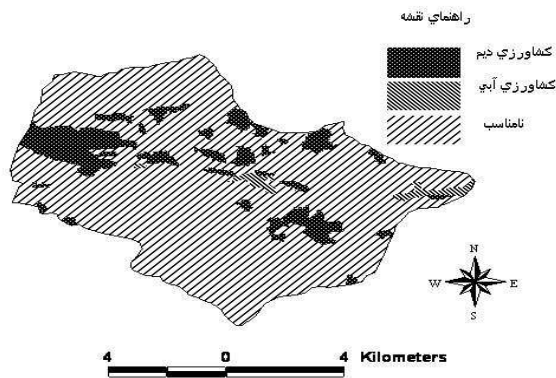 راهنماي نقشه
كشاورزي ديم
كشاورزي آبي
نامناسب
N
W E
S
4 0 4 Kilometers